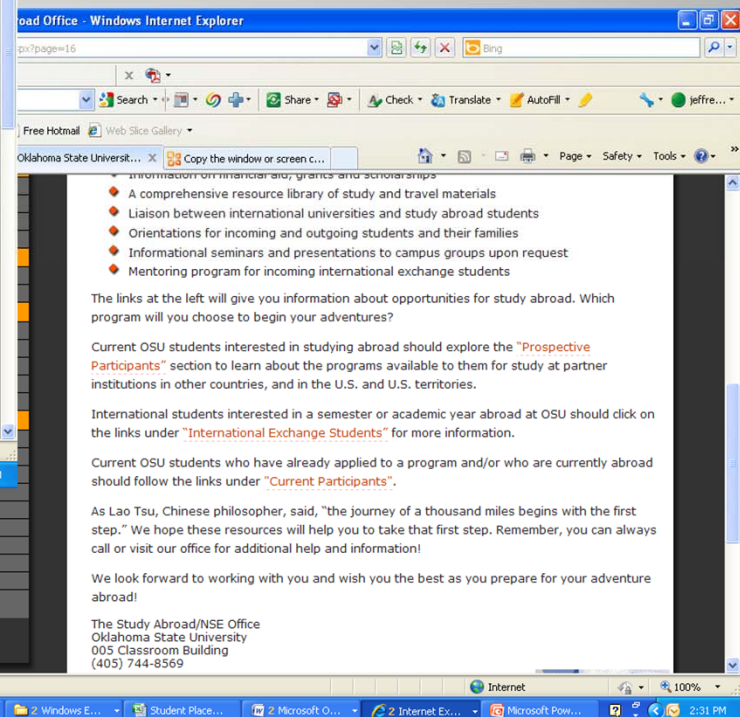 road Office - Windows Internet Explorer
px?page=16
Bing
Search
Share
Check
Translate
AutoFill
jeffre...
Free Hotmail
Web Slice Gallery
Oklahoma State Universit...
Copy the window or screen c...
Page
Safety
Tools
Information on financial aid, grants and scholarships
A comprehensive resource library of study and travel materials
Liaison between international universities and study abroad students
Orientations for incoming and outgoing students and their families
Informational seminars and presentations to campus groups upon request
Mentoring program for incoming international exchange students
The links at the left will give you information about opportunities for study abroad. Which
program will you choose to begin your adventures?
Current OSU students interested in studying abroad should explore the "Prospective
Participants" section to learn about the programs available to them for study at partner
institutions in other countries, and in the U.S. and U.S. territories.
International students interested in a semester or academic year abroad at OSU should click on
the links under "International Exchange Students" for more information.
Current OSU students who have already applied to a program and/or who are currently abroad
should follow the links under "Current Participants".
As Lao Tsu, Chinese philosopher, said, "the journey of a thousand miles begins with the first
step." We hope these resources will help you to take that first step. Remember, you can always
call or visit our office for additional help and information!
We look forward to working with you and wish you the best as you prepare for your adventure
abroad!
The Study Abroad/NSE Office
Oklahoma State University
005 Classroom Building
(405) 744-8569
Internet
100%
2 Windows E...
Student Place...
2 Microsoft O...
2 Internet Ex...
Microsoft Pow...
2:31 PM